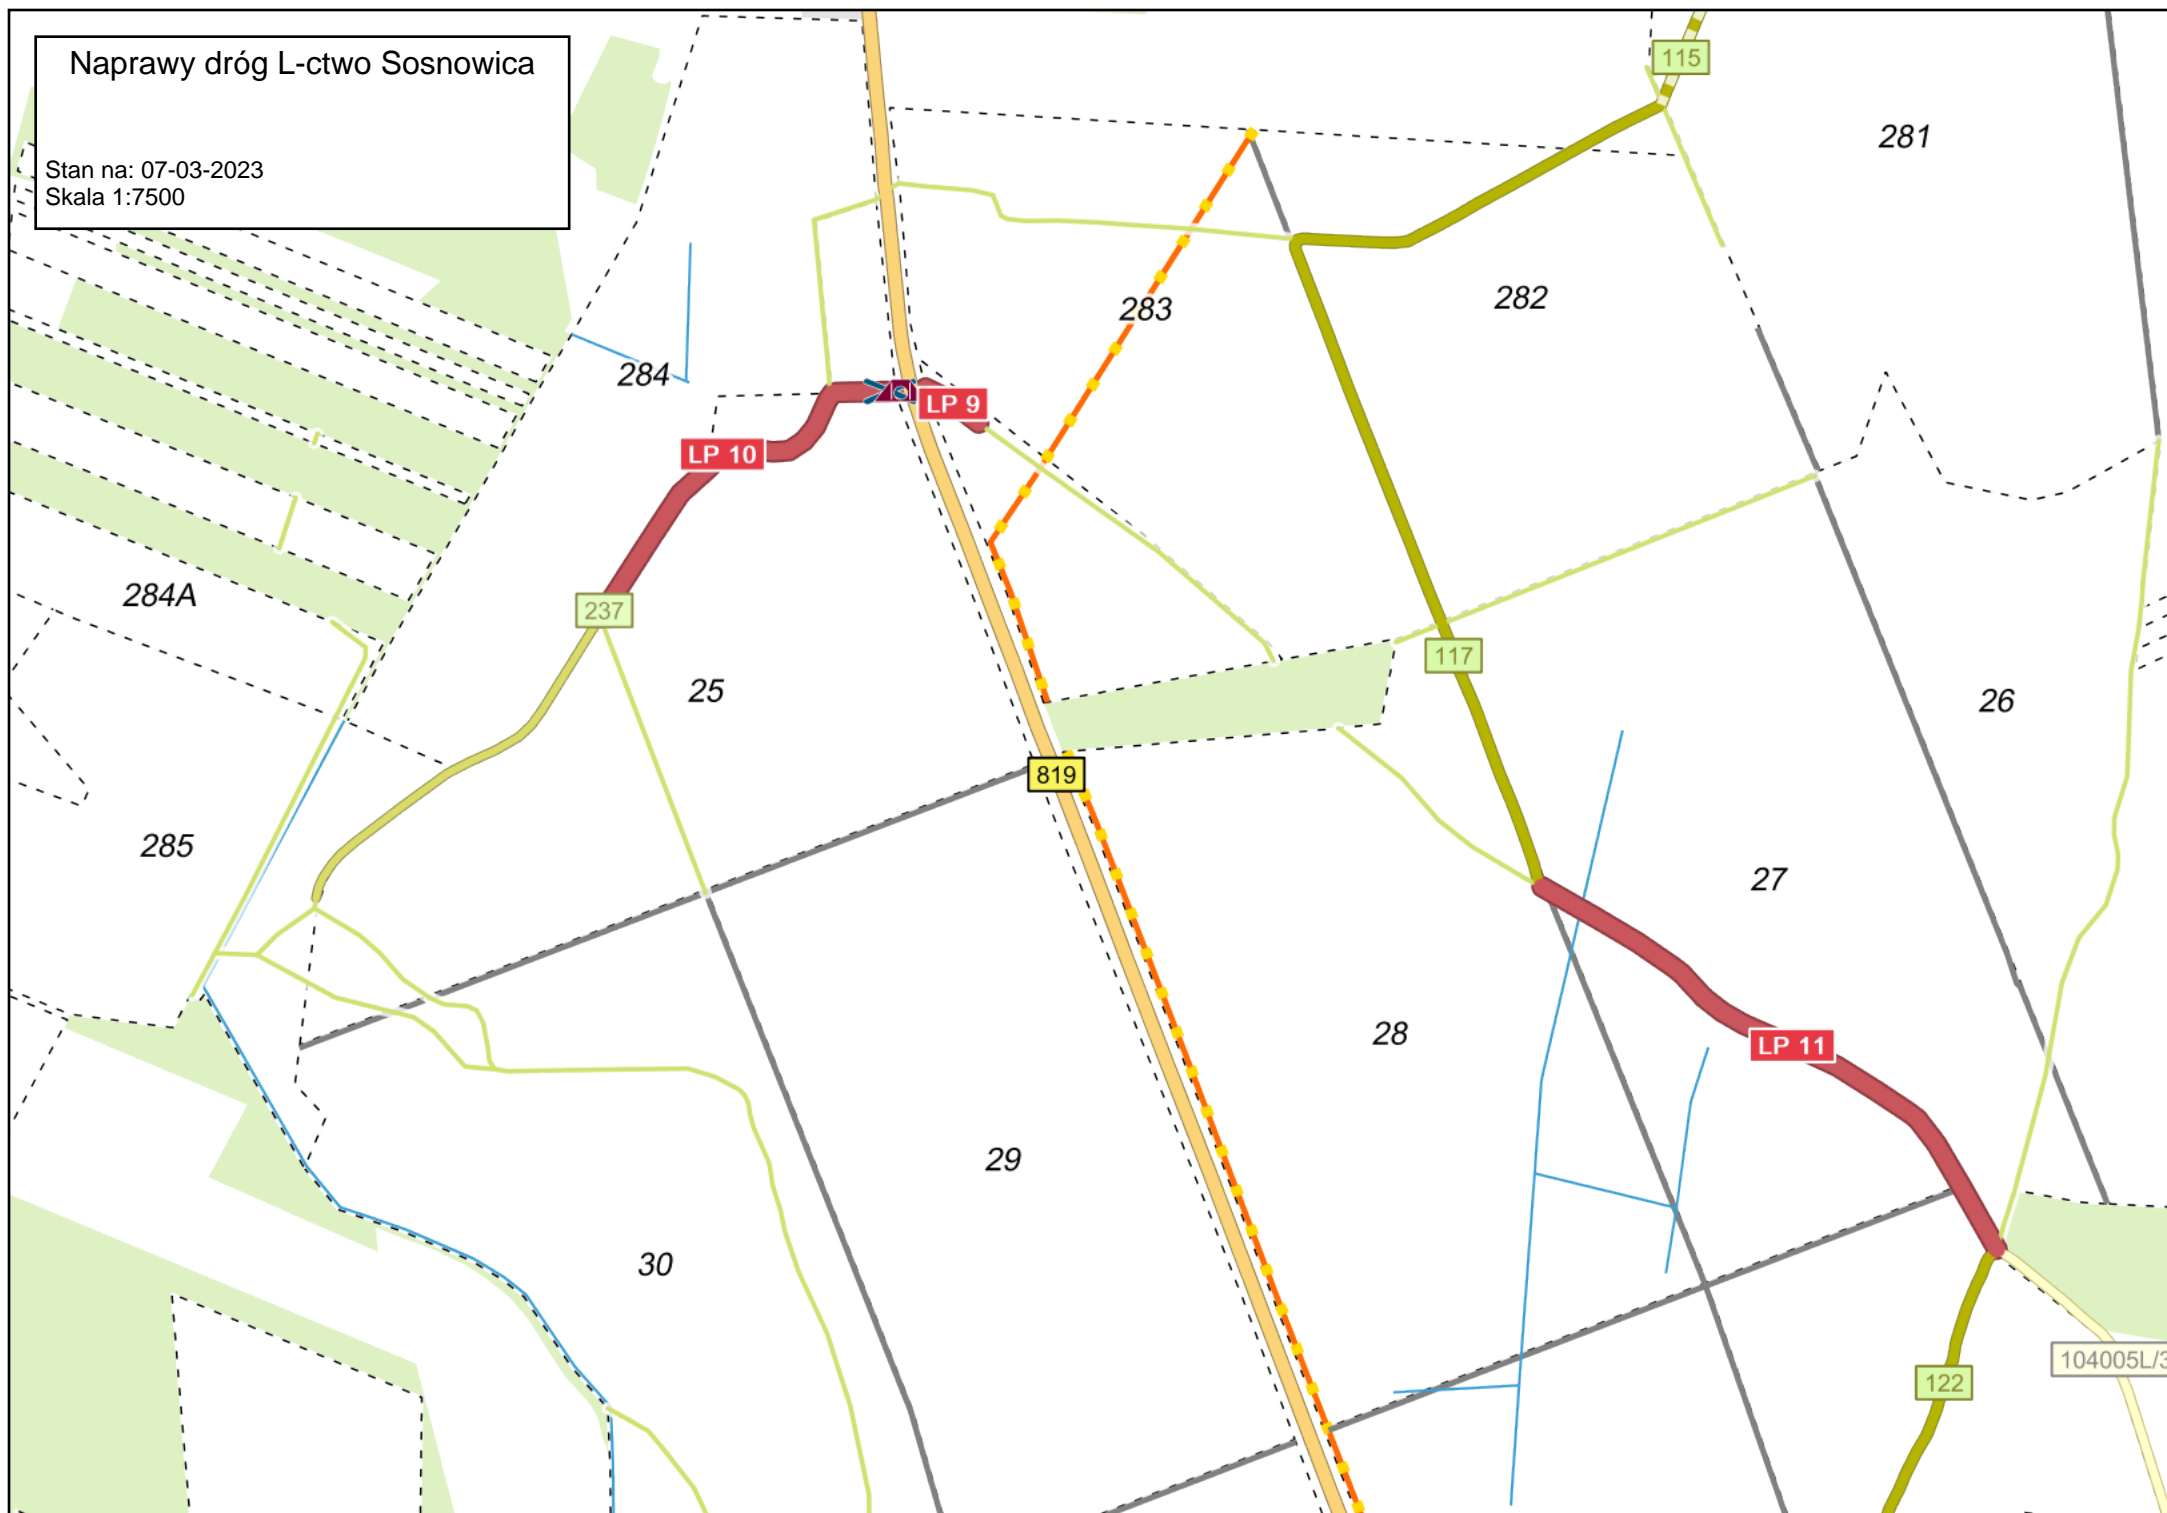 Naprawy dróg L-ctwo Sosnowica
Stan na: 07-03-2023
Skala 1:7500
115
281
283
282
284
LP 9
LP 10
284A
237
25
117
26
819
285
27
28
LP 11
29
30
104005L/3
122